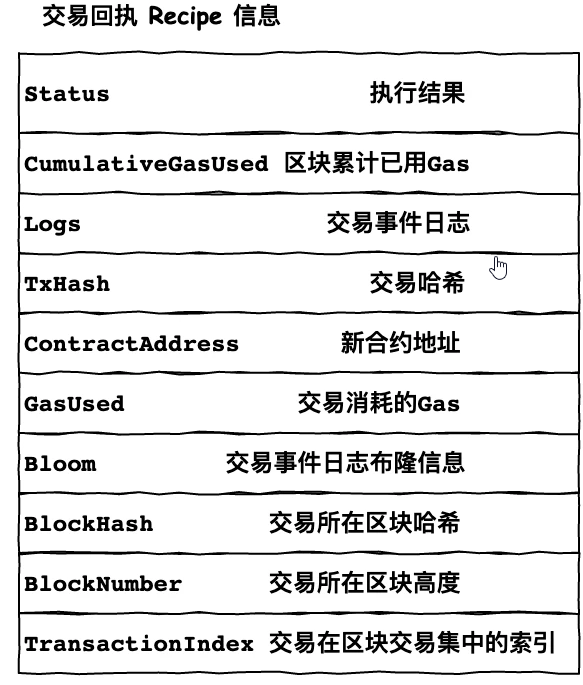 交易回执 Recipe 信息
Status 执行结果
CumulativeGasUsed 区块累计已用Gas
Logs 交易事件日志
TxHash 交易哈希
ContractAddress 新合约地址
GasUsed 交易消耗的Gas
Bloom 交易事件日志布隆信息
BlockHash 交易所在区块哈希
BlockNumber 交易所在区块高度
TransactionIndex 交易在区块交易集中的索引